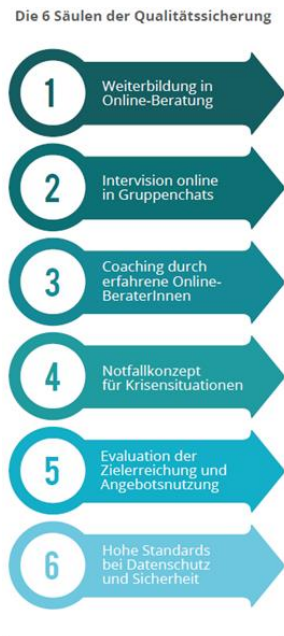 Die 6 Säulen der Qualitätssicherung
1
Weiterbildung in
Online-Beratung
2
Intervision online
in Gruppenchats
3
Coaching durch
erfahrene Online-
BeraterInnen
4
Notfallkonzept
für Krisensituationen
5
Evaluation der
Zielerreichung und
Angebotsnutzung
6
Hohe Standards
bei Datenschutz
und Sicherheit